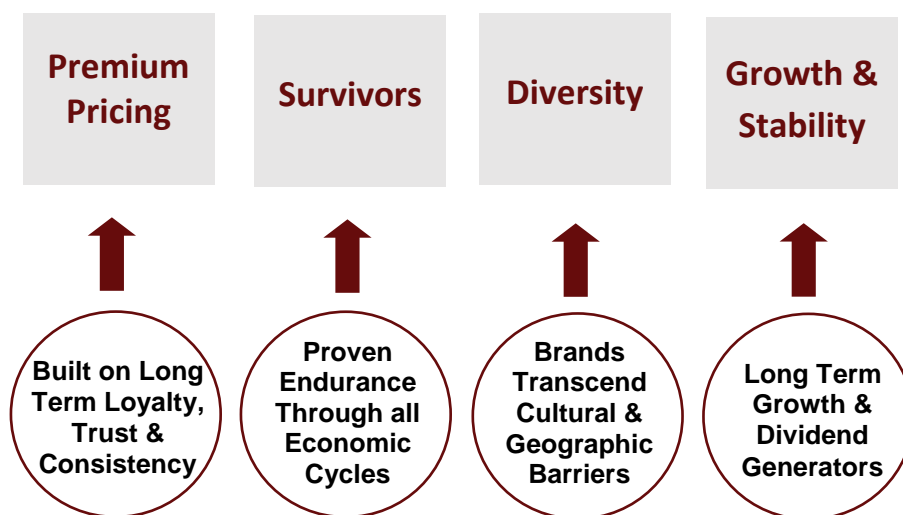 Premium
Pricing
Survivors
Diversity
Growth &
Stability
Built on Long
Term Loyalty,
Trust &
Consistency
Proven
Endurance
Through all
Economic
Cycles
Brands
Transcend
Cultural &
Geographic
Barriers
Long Term
Growth &
Dividend
Generators